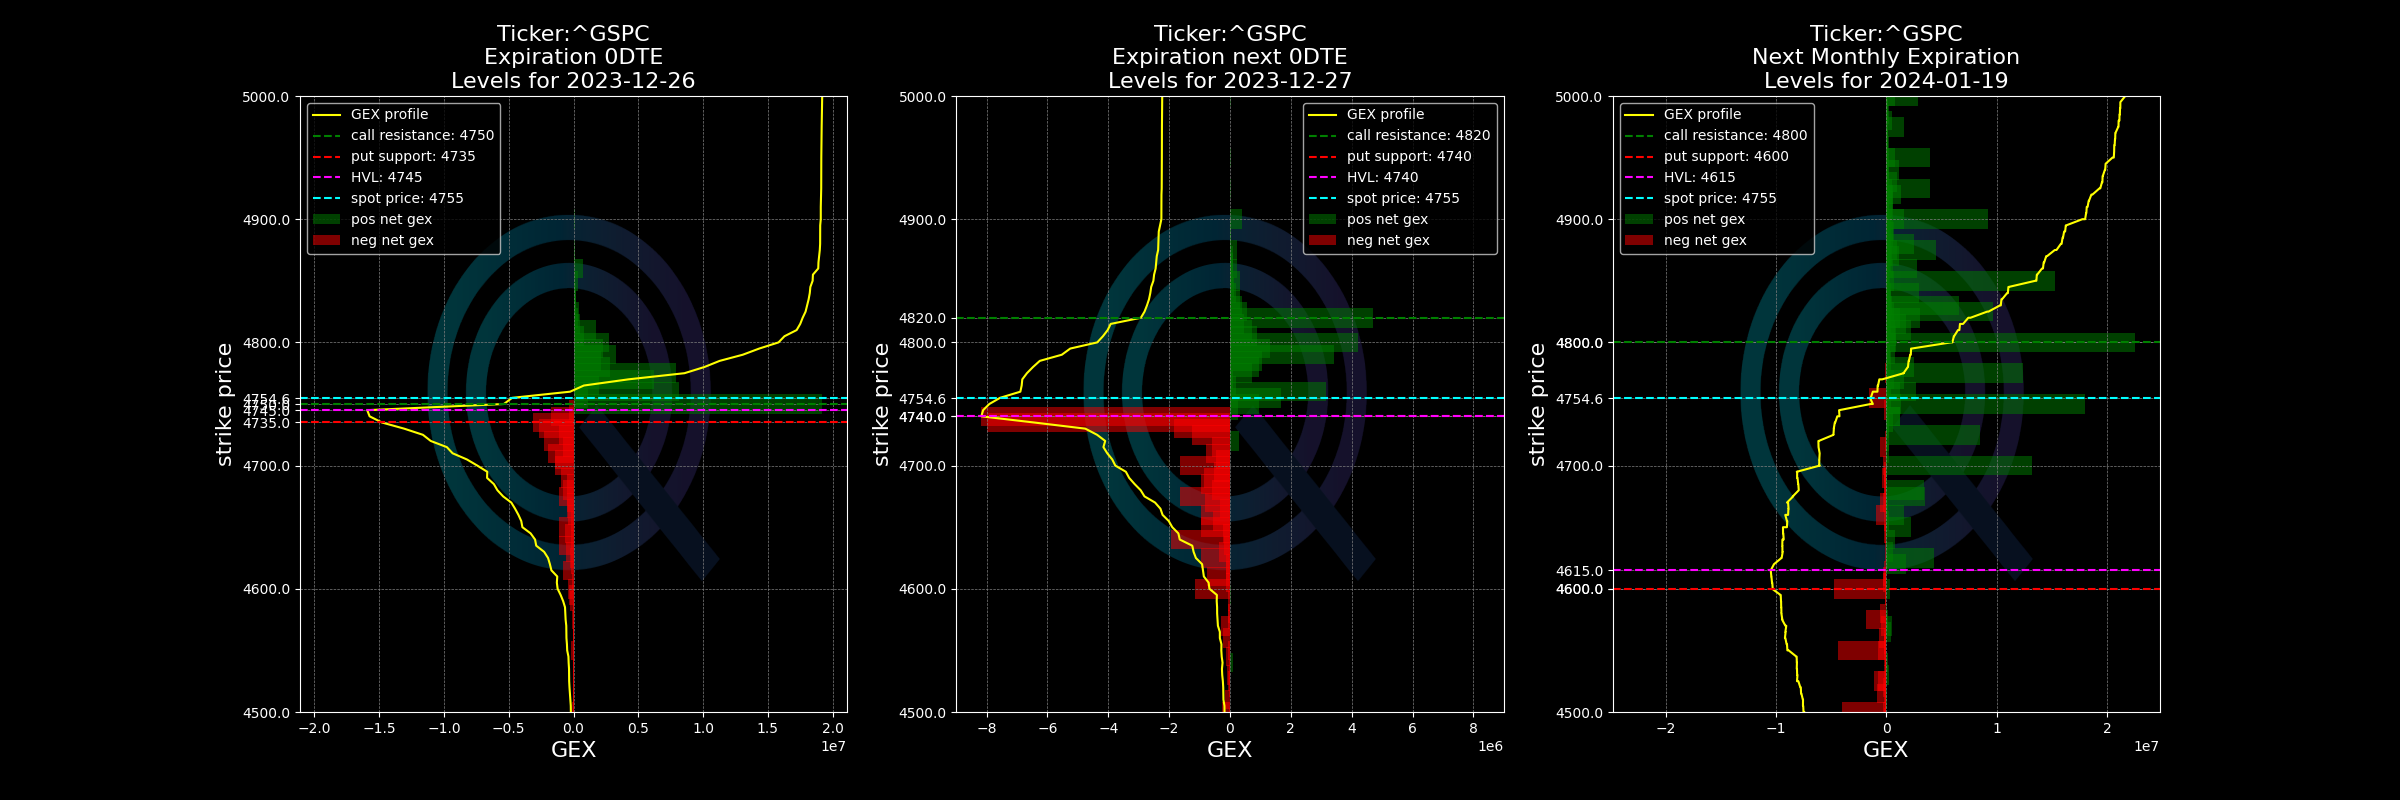 Ticker:^GSPC
Expiration 0DTE
Levels for 2023-12-26
5000.0
4900.0
4800.0
4754.6
4745.0
4735.0
4700.0
4600.0
4500.0
strike price
GEX profile
call resistance: 4750
put support: 4735
HVL: 4745
spot price: 4755
pos net gex
neg net gex
−2.0 −1.5 −1.0 −0.5 0.0 0.5 1.0 1.5 2.0
1e7
GEX
Ticker:^GSPC
Expiration next 0DTE
Levels for 2023-12-27
5000.0
4900.0
4820.0
4800.0
4754.6
4740.0
4700.0
4600.0
4500.0
strike price
GEX profile
call resistance: 4820
put support: 4740
HVL: 4740
spot price: 4755
pos net gex
neg net gex
−8 −6 −4 −2 0 2 4 6 8
1e6
GEX
Ticker:^GSPC
Next Monthly Expiration
Levels for 2024-01-19
5000.0
4900.0
4800.0
4754.6
4700.0
4615.0
4600.0
4500.0
strike price
GEX profile
call resistance: 4800
put support: 4600
HVL: 4615
spot price: 4755
pos net gex
neg net gex
−2 −1 0 1 2
1e7
GEX